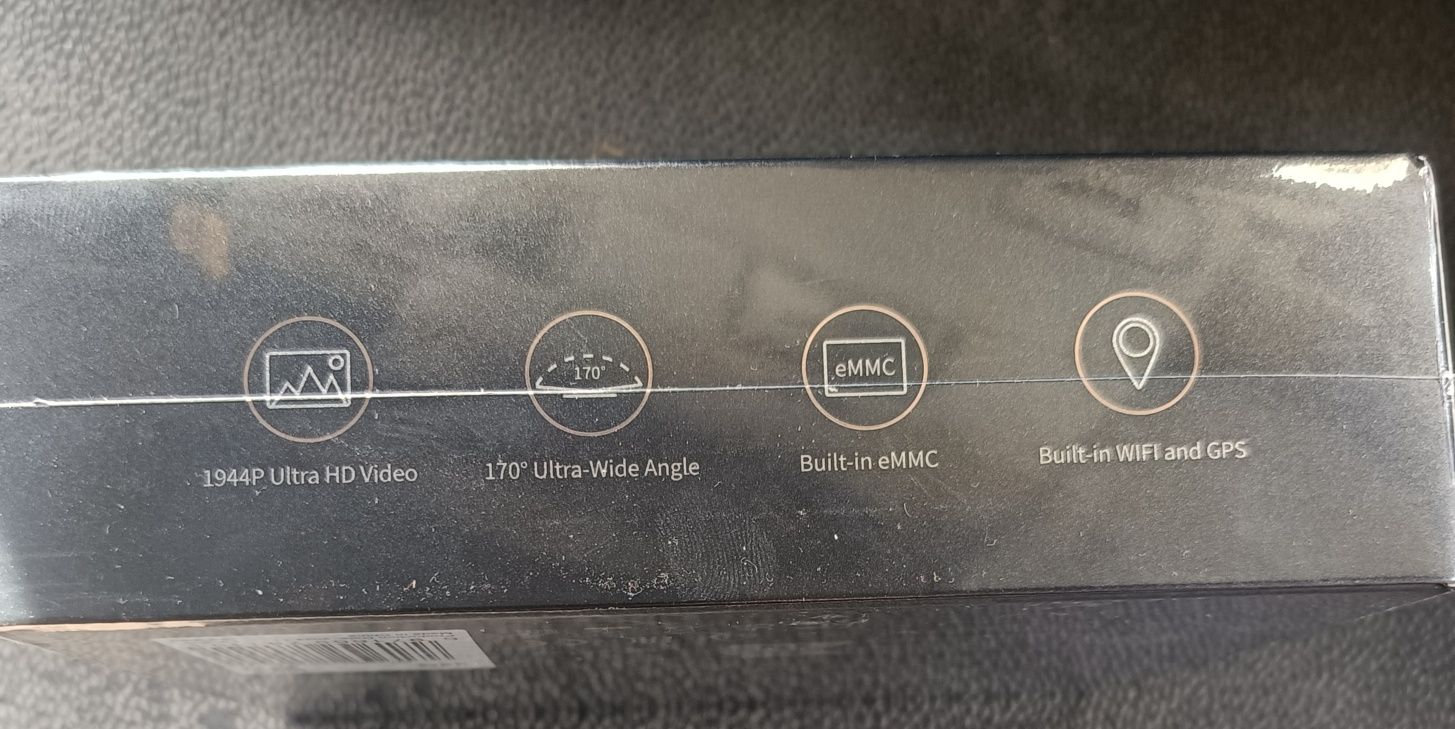 170°
eMMC
1944P Ultra HD Video
170° Ultra-Wide Angle
Built-in eMMC
Built-in WIFI and GPS